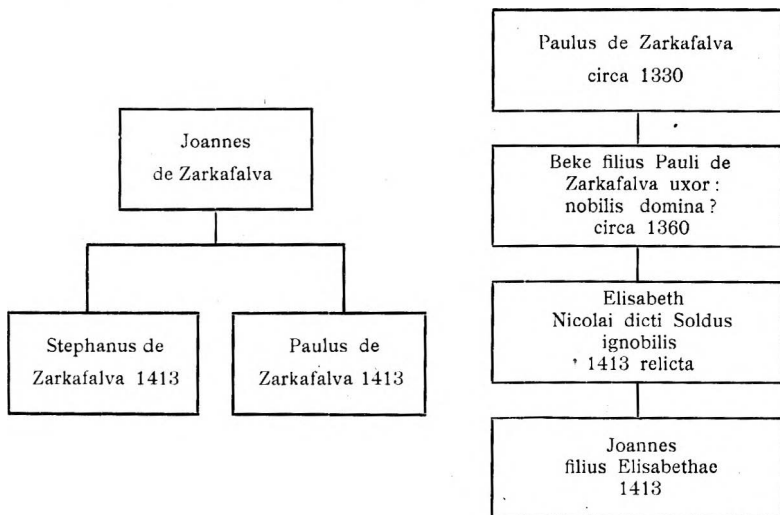 Joannes
de Zarkafalva
Stephanus de
Zarkafalva 1413
Paulus de
Zarkafalva 1413
Paulus de Zarkafalva
circa 1330
Beke filius Pauli de
Zarkafalva uxor:
nobilis domina?
circa 1360
Elisabeth
Nicolai dicti Soldus
ignobilis
1413 relicta
Joannes
filius Elisabethae
1413